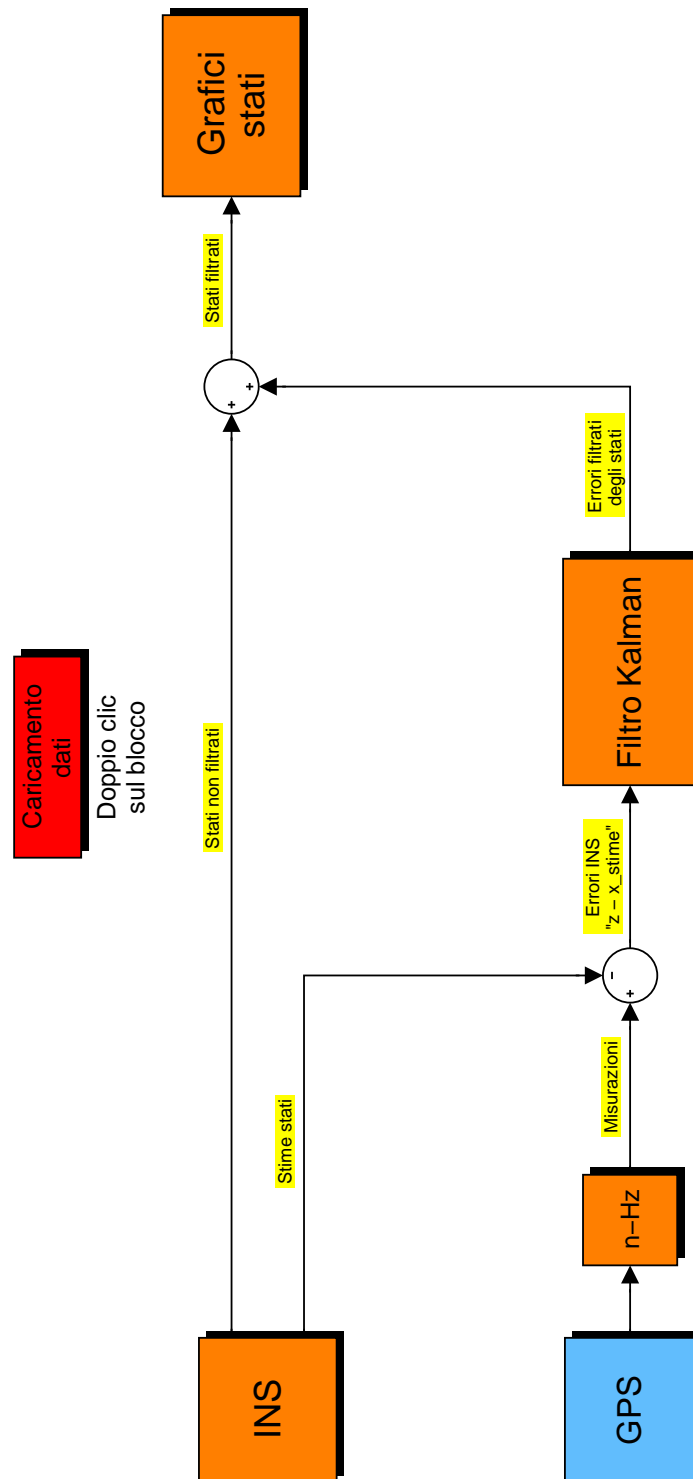 Caricamento
dati
Doppio clic
sul blocco
INS
Stati non filtrati
+
+
Stati filtrati
Grafici
stati
Stime stati
GPS
n−Hz
Misurazioni
+
−
Errori INS
"z − x_stime"
Filtro Kalman
Errori filtrati
degli stati